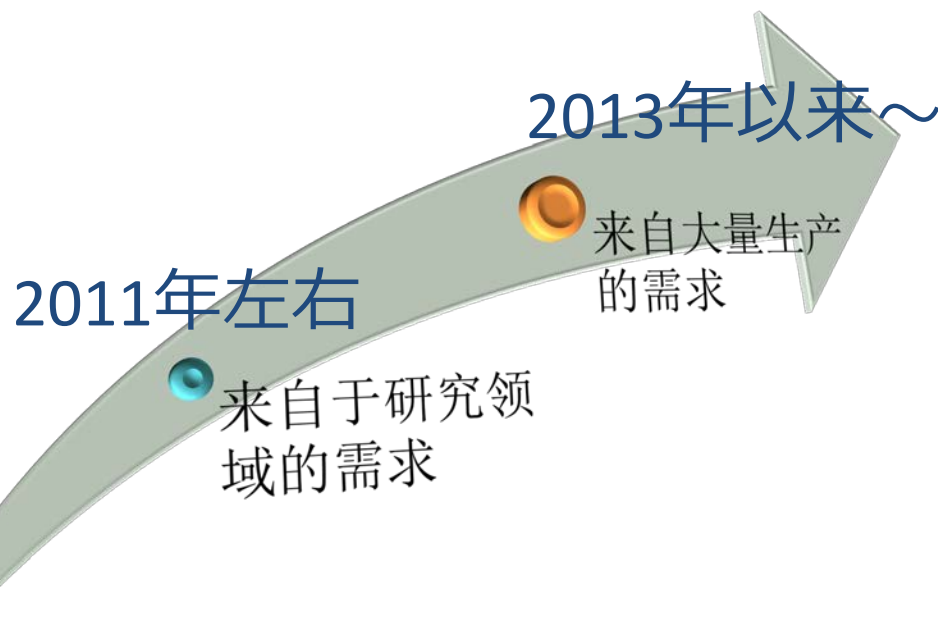 2013年以来～
来自大量生产
的需求
2011年左右
来自于研究领
域的需求